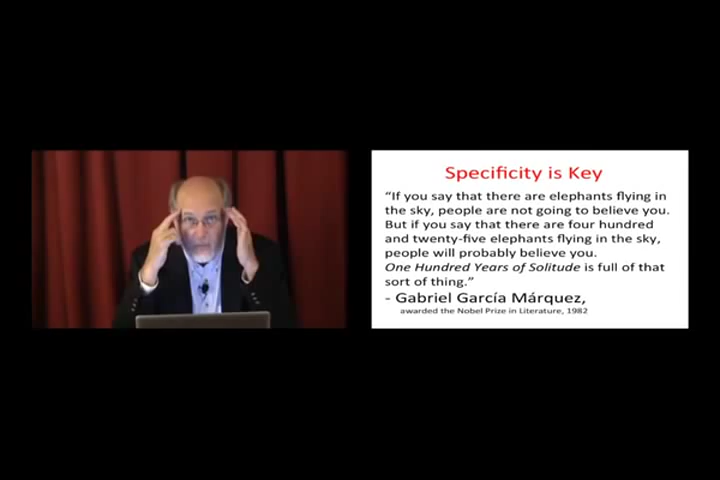 Specificity is Key
“If you say that there are elephants flying in
the sky, people are not going to believe you.
But if you say that there are four hundred
and twenty-five elephants flying in the sky,
people will probably believe you.
One Hundred Years of Solitude is full of that
sort of thing.”
- Gabriel García Márquez,
awarded the Nobel Prize in Literature, 1982